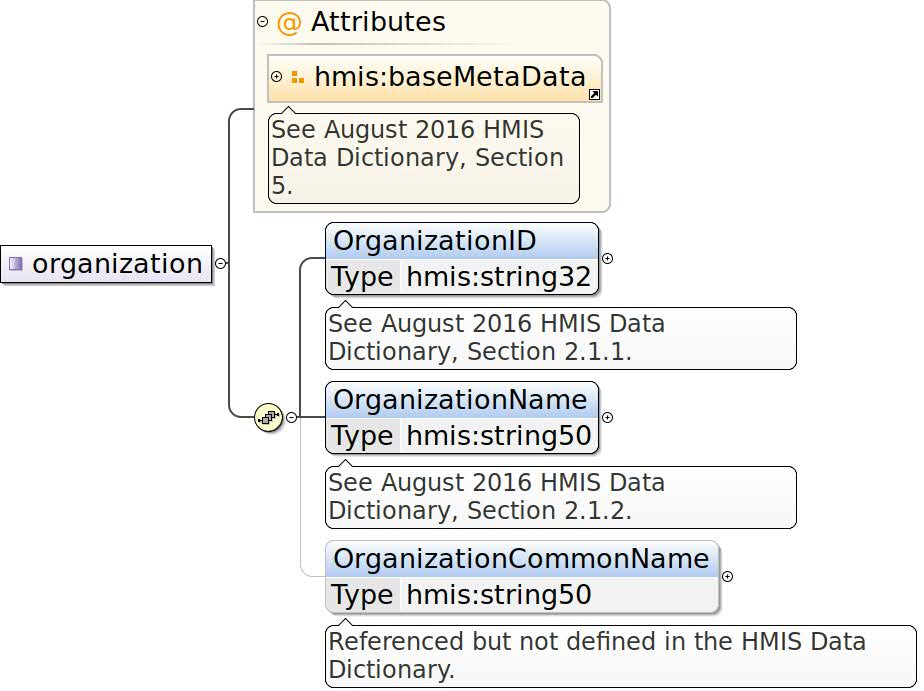 @ Attributes
hmis:baseMetaData
See August 2016 HMIS
Data Dictionary, Section
5.
organization
OrganizationID
Type hmis:string32
See August 2016 HMIS Data
Dictionary, Section 2.1.1.
OrganizationName
Type hmis:string50
See August 2016 HMIS Data
Dictionary, Section 2.1.2.
OrganizationCommonName
Type hmis:string50
Referenced but not defined in the HMIS Data
Dictionary.